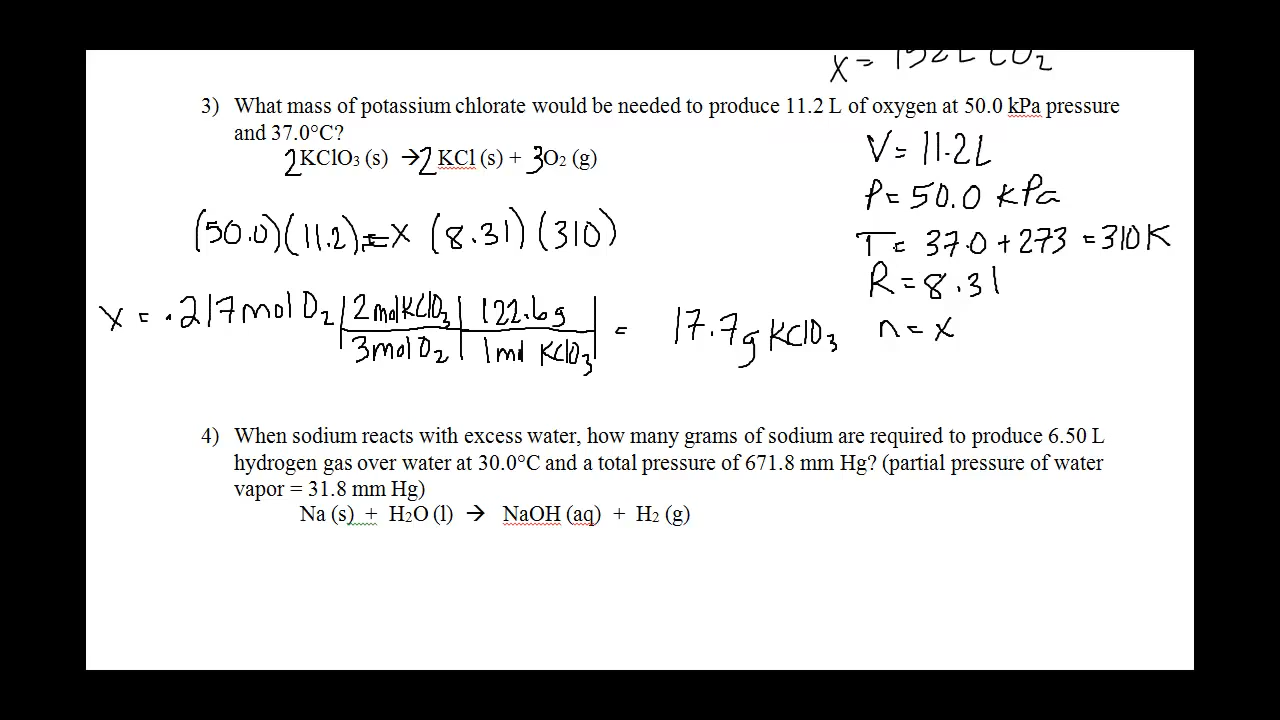 x = 152L CO2
3) What mass of potassium chlorate would be needed to produce 11.2 L of oxygen at 50.0 kPa pressure
and 37.0°C?
2KClO3 (s) → 2 KCl (s) + 3O2 (g)
V = 11.2L
P = 50.0 kPa
(50.0)(11.2) = x (8.31)(310)
T = 37.0 + 273 = 310K
R = 8.31
x = .217mol O2 | 2 mol KClO3 | 122.6g | = 17.7g KClO3
3 mol O2 | 1 mol KClO3
n = x
4) When sodium reacts with excess water, how many grams of sodium are required to produce 6.50 L
hydrogen gas over water at 30.0°C and a total pressure of 671.8 mm Hg? (partial pressure of water
vapor = 31.8 mm Hg)
Na (s) + H2O (l) → NaOH (aq) + H2 (g)